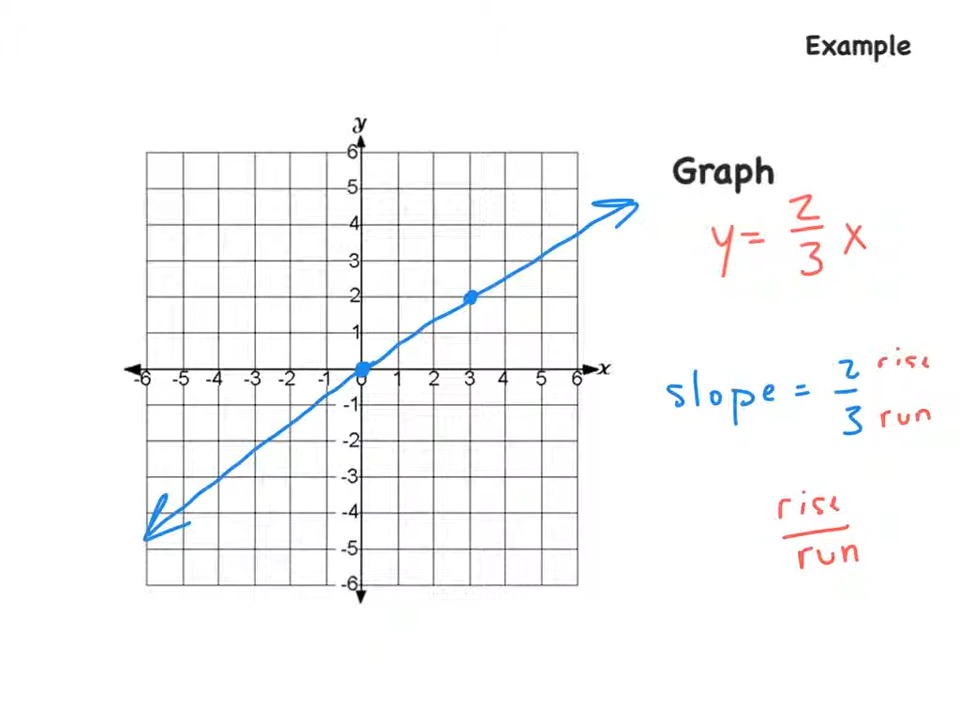 Example
y
6
5
4
3
2
1
-6 -5 -4 -3 -2 -1 0 1 2 3 4 5 6 x
-1
-2
-3
-4
-5
-6
Graph
y = 2/3 x
slope = 2/3 rise
run
rise
run